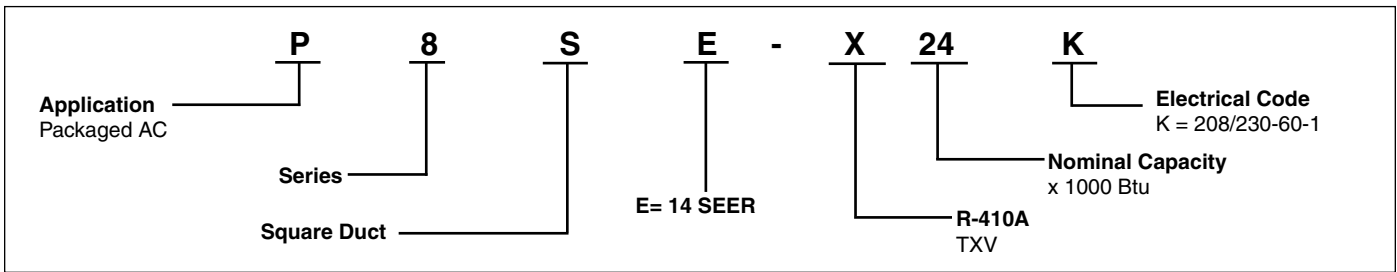 P 8 S E - X 24 K
Application
Packaged AC
Electrical Code
K = 208/230-60-1
Series
Nominal Capacity
x 1000 Btu
E= 14 SEER
Square Duct
R-410A
TXV